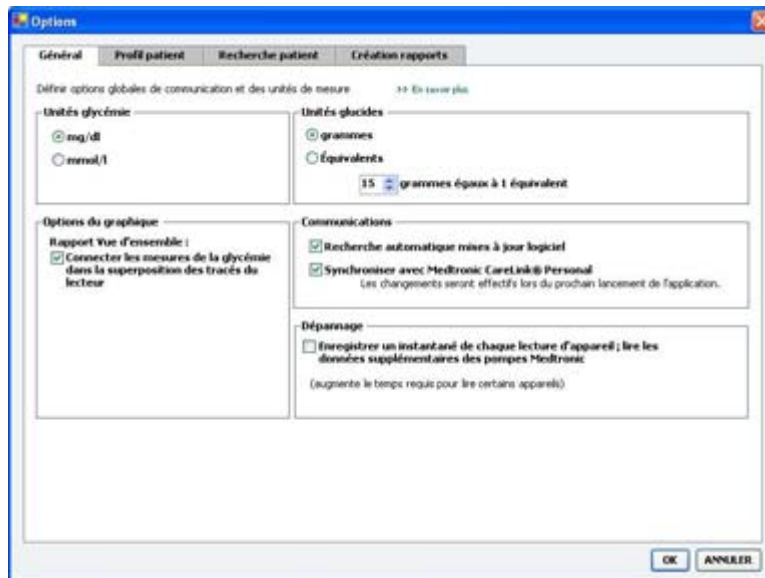 Options
Général
Profil patient
Recherche patient
Création rapports
Définir options globales de communication et des unités de mesure
>> En savoir plus
Unités glycémie
mg/dl
mmol/l
Unités glucides
grammes
Équivalents
15 grammes égaux à 1 équivalent
Options du graphique
Rapport Vue d'ensemble :
Connecter les mesures de la glycémie
dans la superposition des tracés du
lecteur
Communications
Recherche automatique mises à jour logiciel
Synchroniser avec Medtronic CareLink® Personal
Les changements seront effectifs lors du prochain lancement de l'application.
Dépannage
Enregistrer un instantané de chaque lecture d'appareil ; lire les
données supplémentaires des pompes Medtronic
(augmente le temps requis pour lire certains appareils)
OK
ANNULER